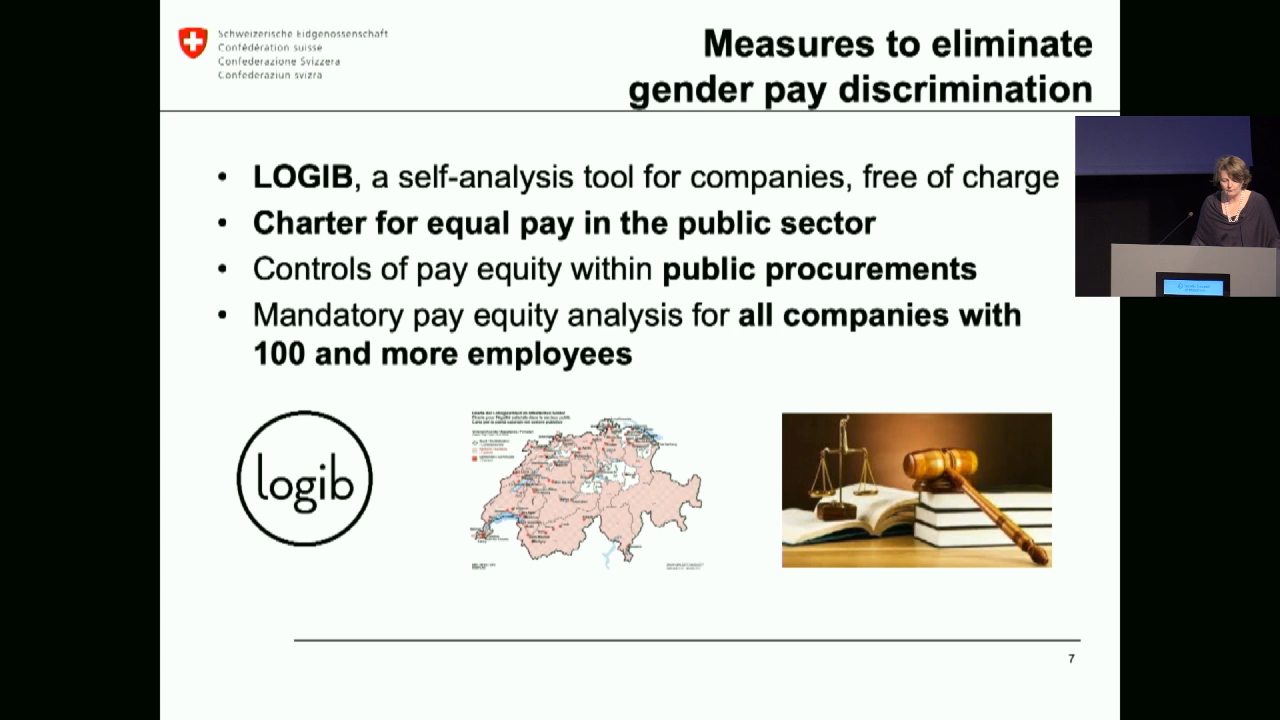 Schweizerische Eidgenossenschaft
Confédération suisse
Confederazione Svizzera
Confederaziun svizra
Measures to eliminate
gender pay discrimination
• LOGIB, a self-analysis tool for companies, free of charge
• Charter for equal pay in the public sector
• Controls of pay equity within public procurements
• Mandatory pay equity analysis for all companies with
100 and more employees
logib
7